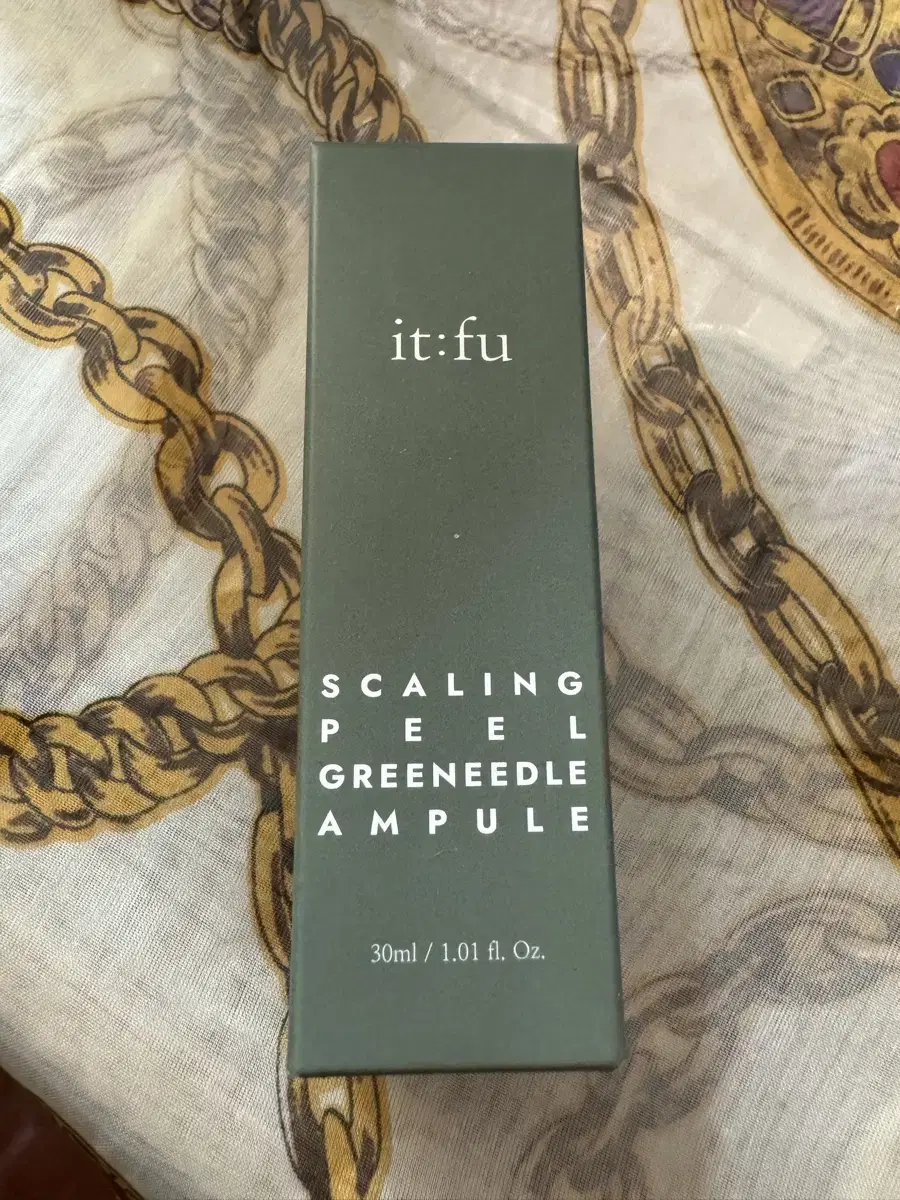 it:fu
SCALING
PEEL
GREENEEDLE
AMPULE
30ml / 1.01 fl. Oz.